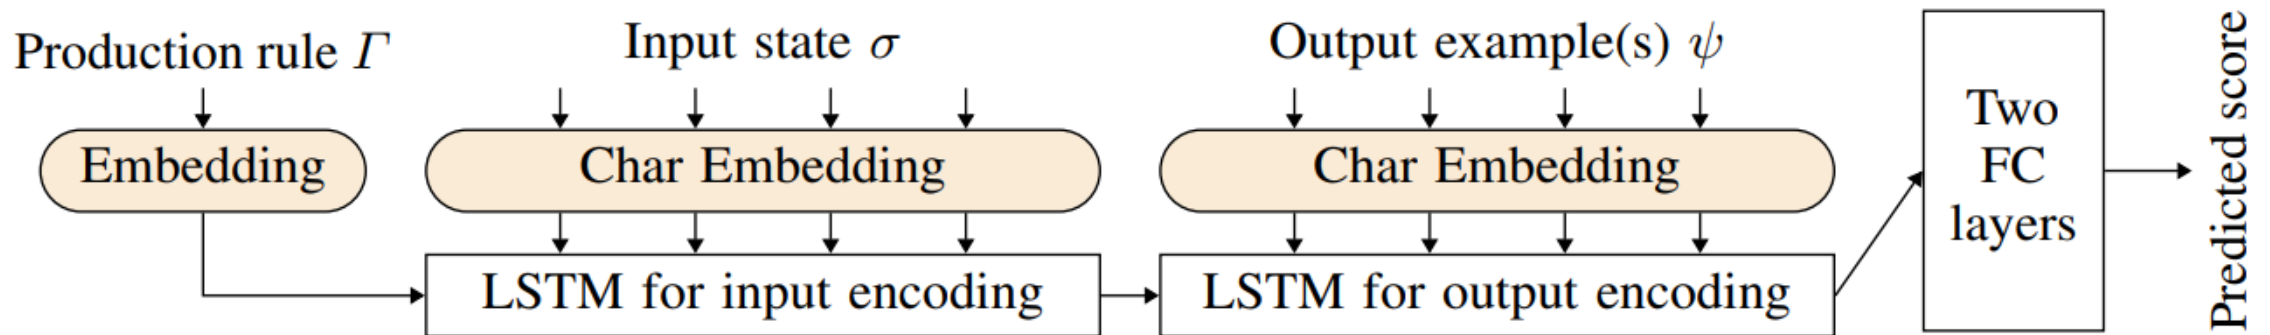 Production rule Γ
Input state σ
Output example(s) ψ
Embedding
Char Embedding
Char Embedding
LSTM for input encoding
LSTM for output encoding
Two
FC
layers
Predicted score